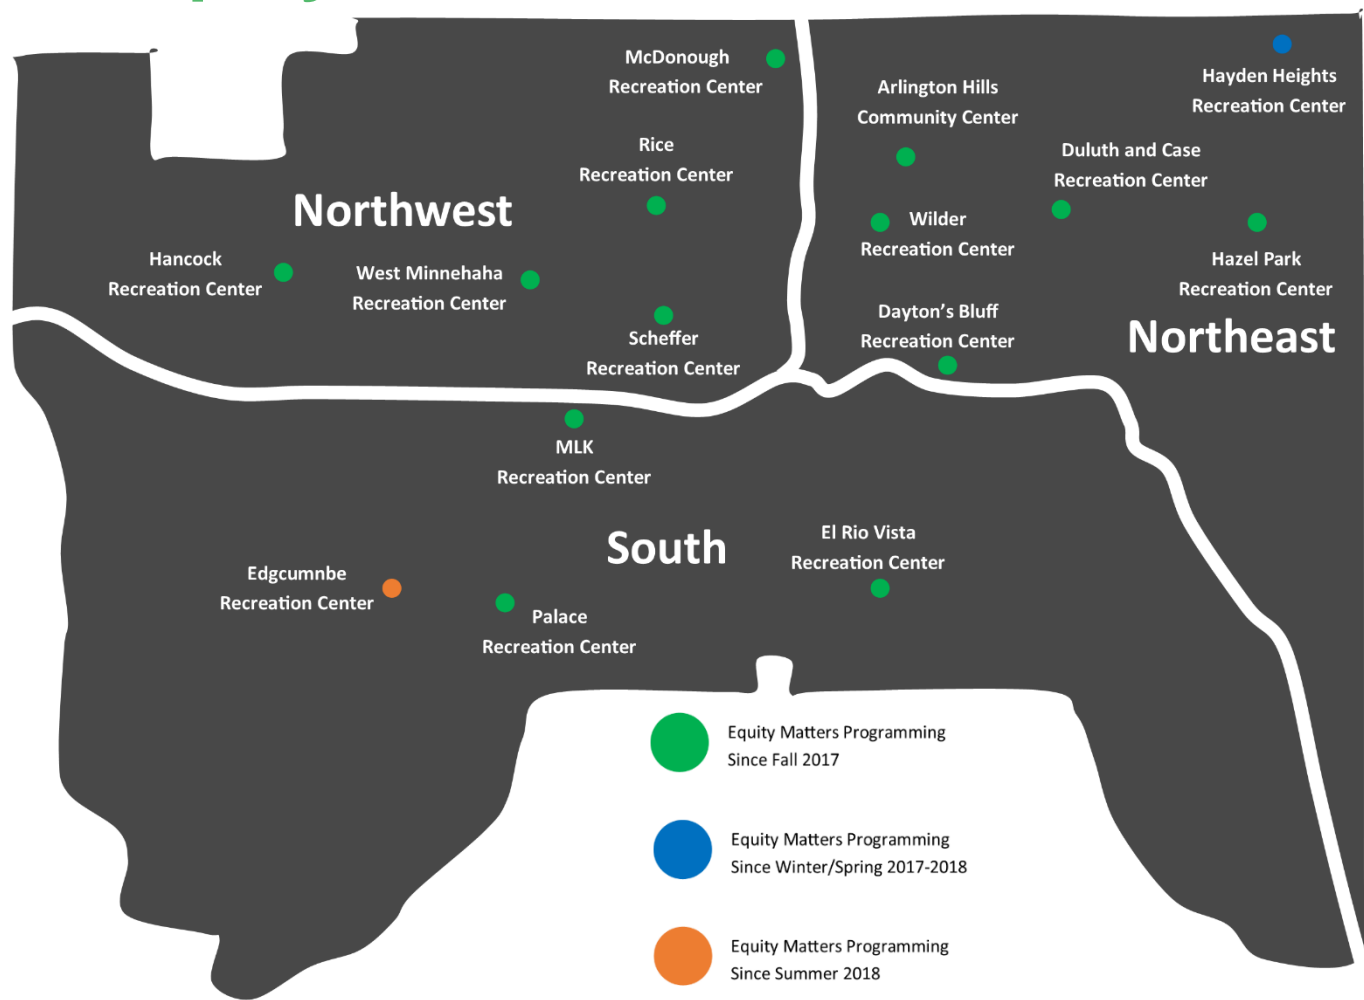 McDonough
Recreation Center
Arlington Hills
Community Center
Hayden Heights
Recreation Center
Rice
Recreation Center
Duluth and Case
Recreation Center
Northwest
Wilder
Recreation Center
Hancock
Recreation Center
West Minnehaha
Recreation Center
Hazel Park
Recreation Center
Scheffer
Recreation Center
Dayton’s Bluff
Recreation Center
Northeast
MLK
Recreation Center
South
El Rio Vista
Recreation Center
Edgcumnbe
Recreation Center
Palace
Recreation Center
Equity Matters Programming
Since Fall 2017
Equity Matters Programming
Since Winter/Spring 2017-2018
Equity Matters Programming
Since Summer 2018